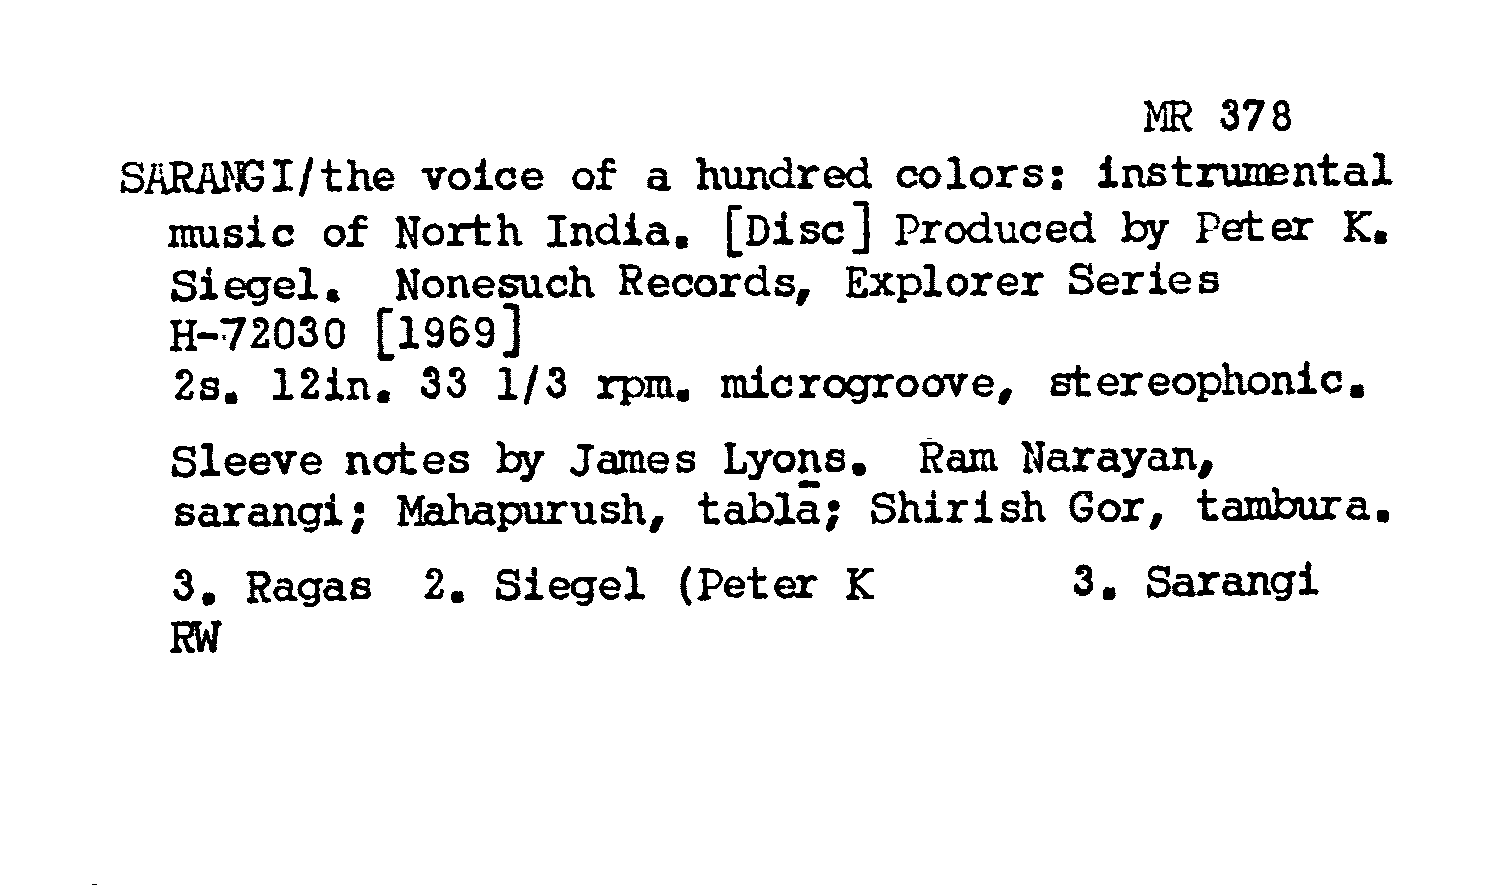 MR 378
SARANGI/the voice of a hundred colors: instrumental
music of North India. [Disc] Produced by Peter K.
Siegel. Nonesuch Records, Explorer Series
H-72030 [1969]
2s. 12in. 33 1/3 rpm. microgroove, stereophonic.
Sleeve notes by James Lyons. Ram Narayan,
sarangi; Mahapurush, tablā; Shirish Gor, tambura.
3. Ragas 2. Siegel (Peter K 3. Sarangi
RW